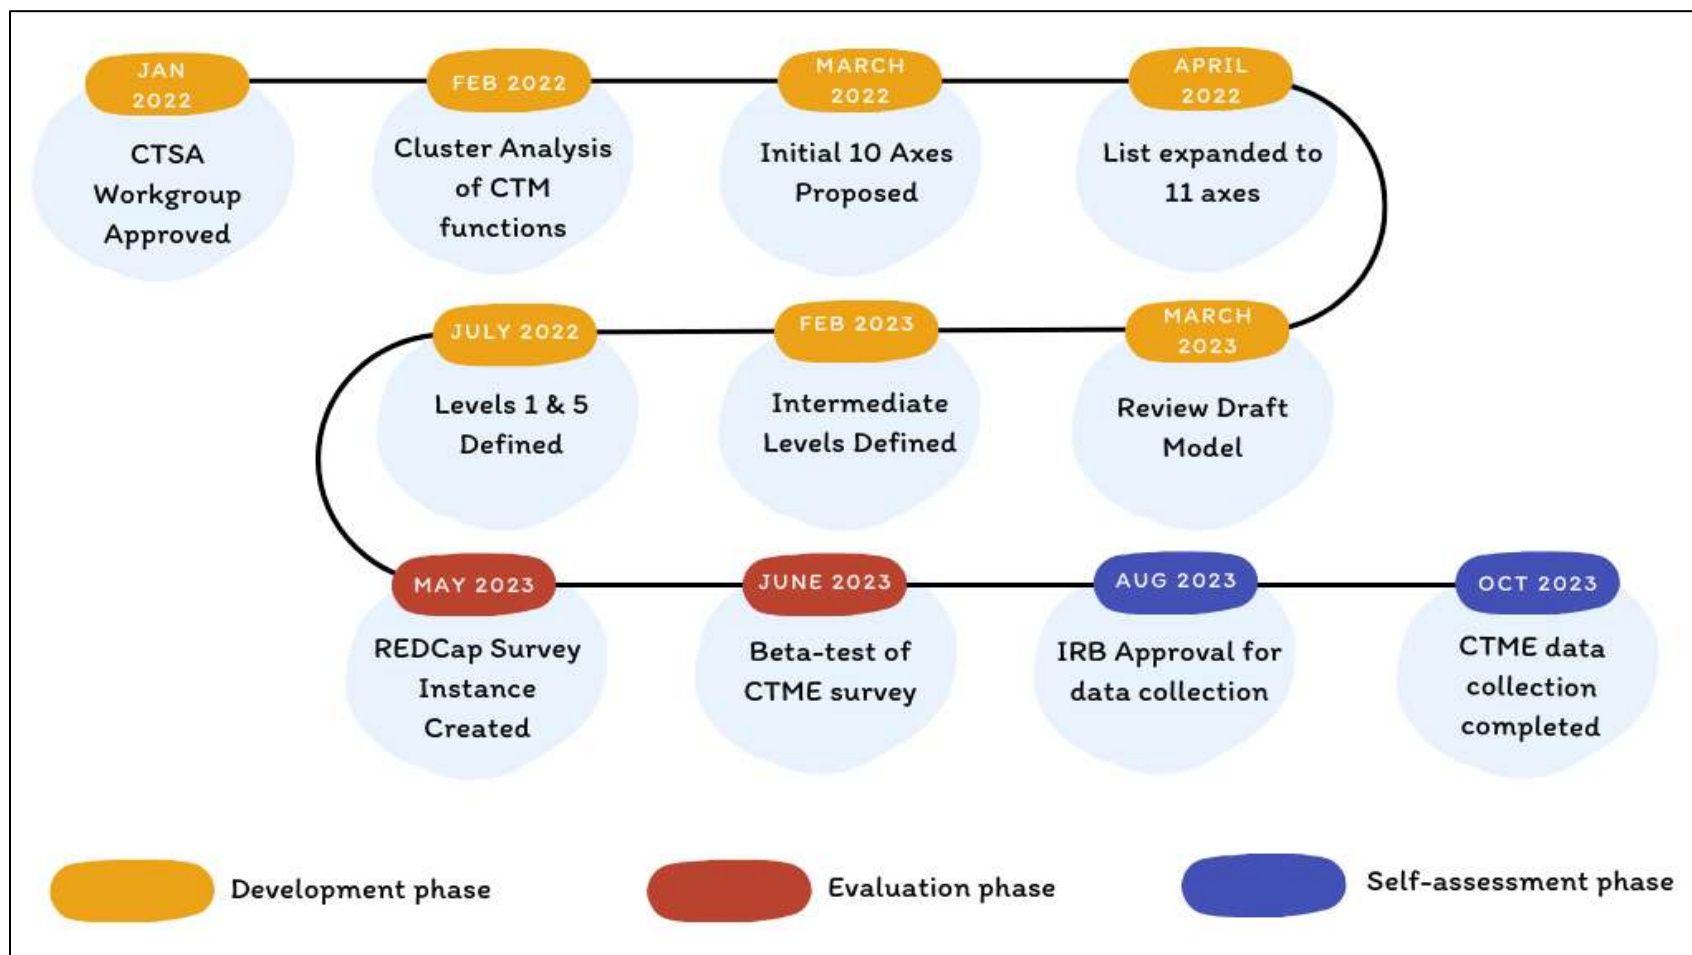 JAN
2022
CTSA
Workgroup
Approved
FEB 2022
Cluster Analysis
of CTM
functions
MARCH
2022
Initial 10 Axes
Proposed
APRIL
2022
List expanded to
11 axes
JULY 2022
Levels 1 & 5
Defined
FEB 2023
Intermediate
Levels Defined
MARCH
2023
Review Draft
Model
MAY 2023
REDCap Survey
Instance
Created
JUNE 2023
Beta-test of
CTME survey
AUG 2023
IRB Approval for
data collection
OCT 2023
CTME data
collection
completed
Development phase
Evaluation phase
Self-assessment phase